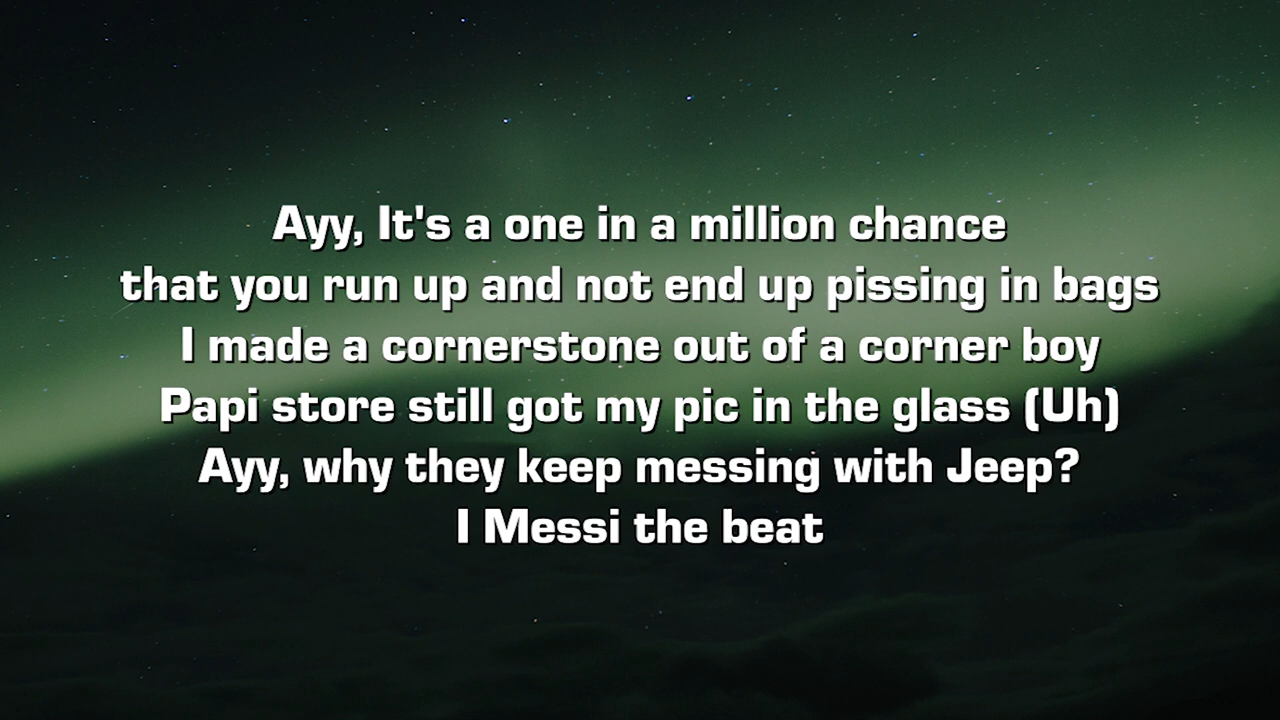 Ayy, It's a one in a million chance
that you run up and not end up pissing in bags
I made a cornerstone out of a corner boy
Papi store still got my pic in the glass (Uh)
Ayy, why they keep messing with Jeep?
I Messi the beat